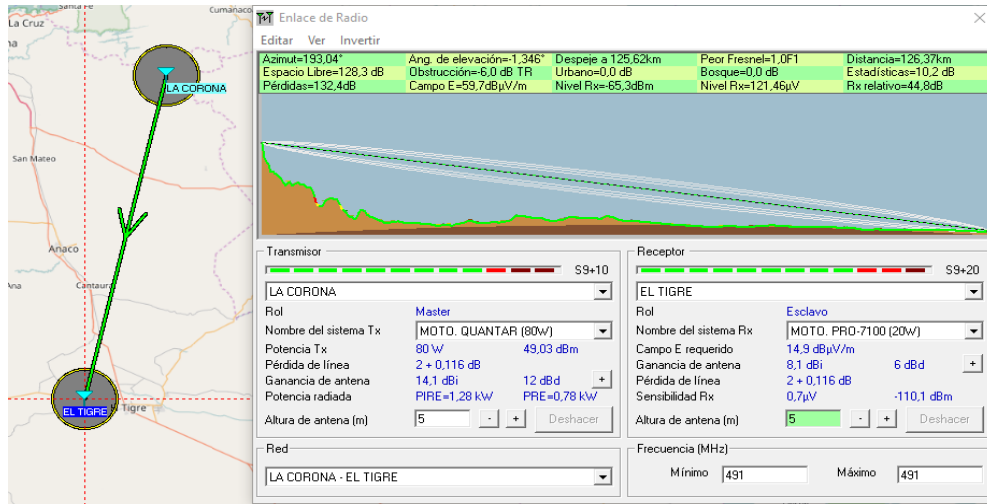 La Cruz
Santa Fe
Cumanaco
LA CORONA
San Mateo
Anaco
Cantaura
EL TIGRE
Tigre
Enlace de Radio
Editar Ver Invertir
Azimut=193,04° Ang. de elevación=-1,346° Despeje a 125,62km Peor Fresnel=1,0F1 Distancia=126,37km
Espacio Libre=128,3 dB Obstrucción=-6,0 dB TR Urbano=0,0 dB Bosque=0,0 dB Estadísticas=10,2 dB
Pérdidas=132,4dB Campo E=59,7dBµV/m Nivel Rx=-65,3dBm Nivel Rx=121,46µV Rx relativo=44,8dB
Transmisor
S9+10
LA CORONA
Rol Master
Nombre del sistema Tx MOTO. QUANTAR (80W)
Potencia Tx 80 W 49,03 dBm
Pérdida de línea 2 + 0,116 dB
Ganancia de antena 14,1 dBi 12 dBd +
Potencia radiada PIRE=1,28 kW PRE=0,78 kW
Altura de antena (m) 5 - + Deshacer
Red
LA CORONA - EL TIGRE
Receptor
S9+20
EL TIGRE
Rol Esclavo
Nombre del sistema Rx MOTO. PRO-7100 (20W)
Campo E requerido 14,9 dBµV/m
Ganancia de antena 8,1 dBi 6 dBd +
Pérdida de línea 2 + 0,116 dB
Sensibilidad Rx 0,7µV -110,1 dBm
Altura de antena (m) 5 - + Deshacer
Frecuencia (MHz)
Mínimo 491 Máximo 491